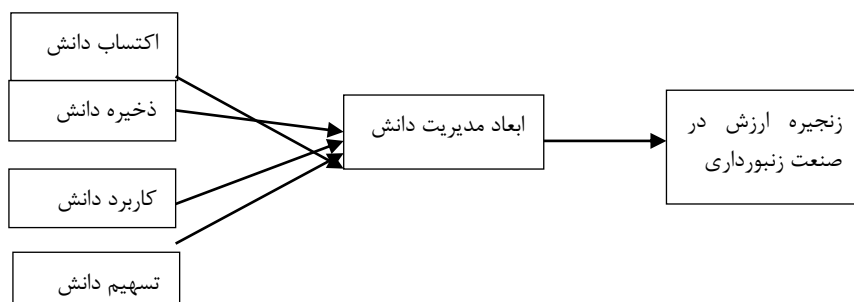 اکتساب دانش
ذخیره دانش
کاربرد دانش
تسهیم دانش
ابعاد مدیریت دانش
زنجیره ارزش در
صنعت زنبورداری